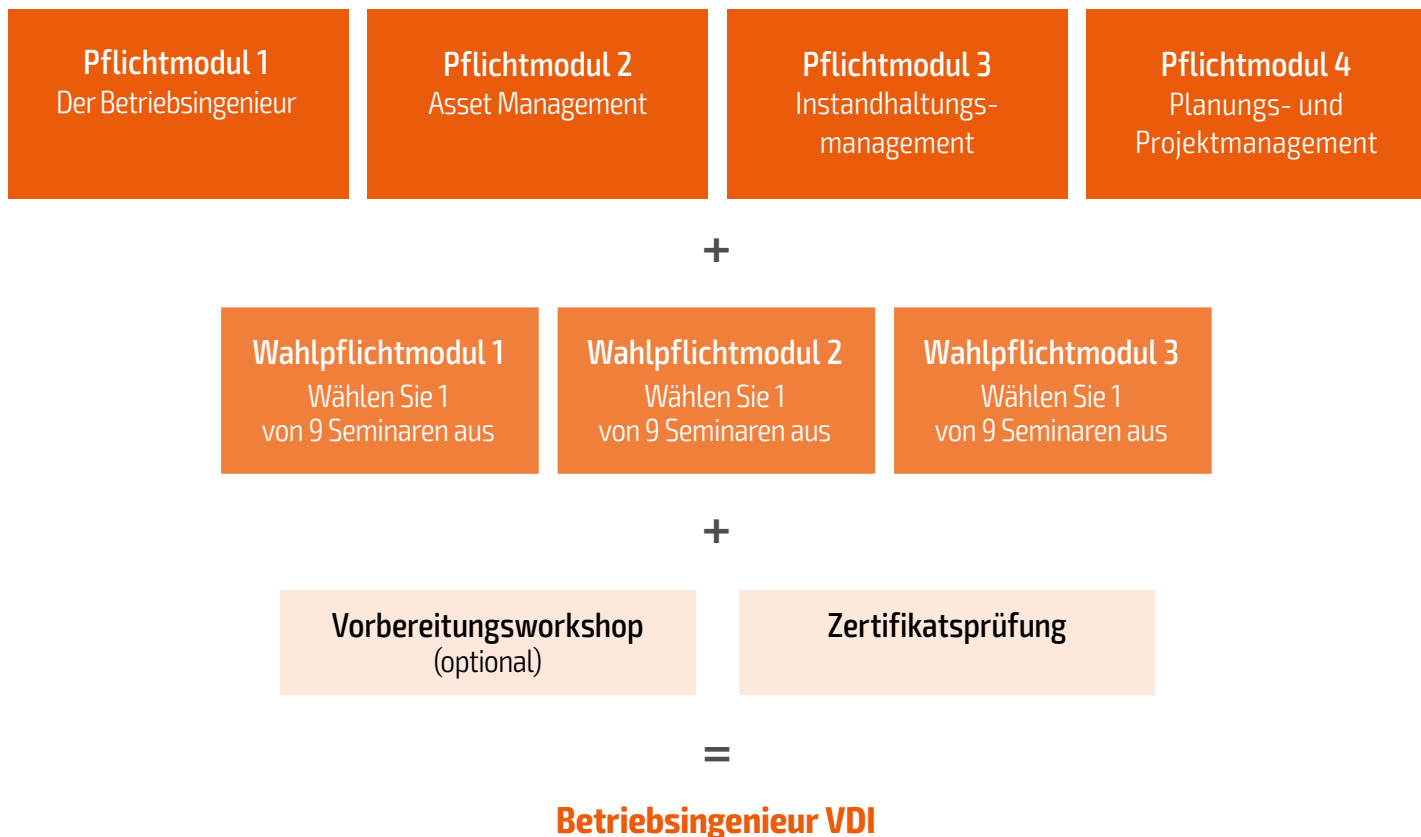 Pflichtmodul 1
Der Betriebsingenieur
Pflichtmodul 2
Asset Management
Pflichtmodul 3
Instandhaltungs-
management
Pflichtmodul 4
Planungs- und
Projektmanagement
+
Wahlpflichtmodul 1
Wählen Sie 1
von 9 Seminaren aus
Wahlpflichtmodul 2
Wählen Sie 1
von 9 Seminaren aus
Wahlpflichtmodul 3
Wählen Sie 1
von 9 Seminaren aus
+
Vorbereitungsworkshop
(optional)
Zertifikatsprüfung
=
Betriebsingenieur VDI